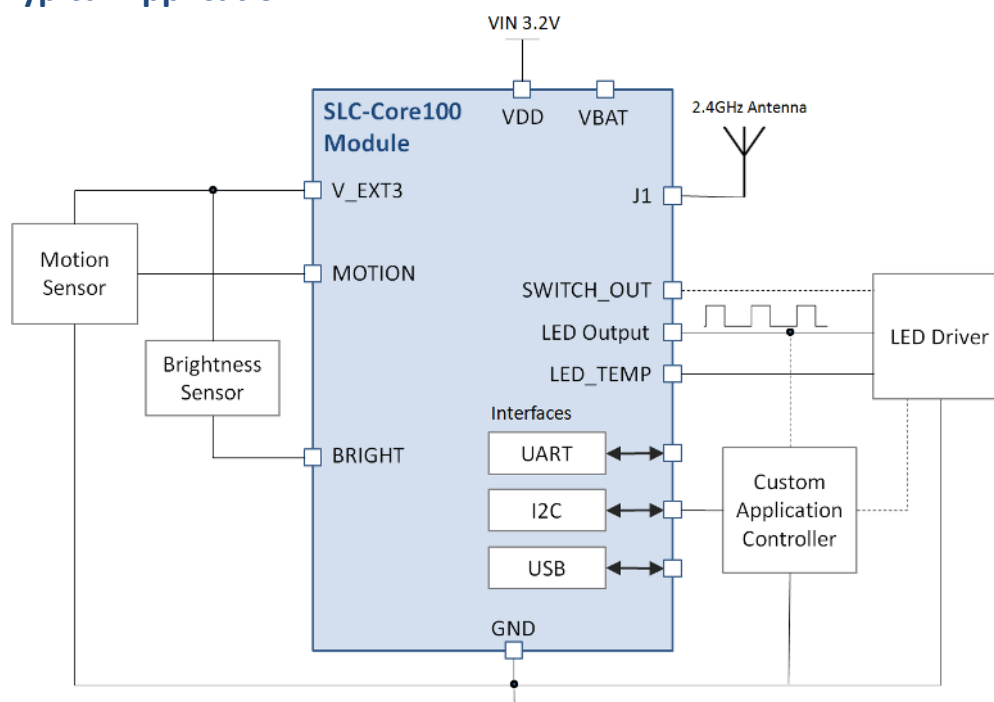 VIN 3.2V
SLC-Core100
Module
VDD
VBAT
2.4GHz Antenna
V_EXT3
J1
Motion
Sensor
MOTION
SWITCH_OUT
LED Output
LED Driver
Brightness
Sensor
LED_TEMP
Interfaces
BRIGHT
UART
I2C
USB
Custom
Application
Controller
GND